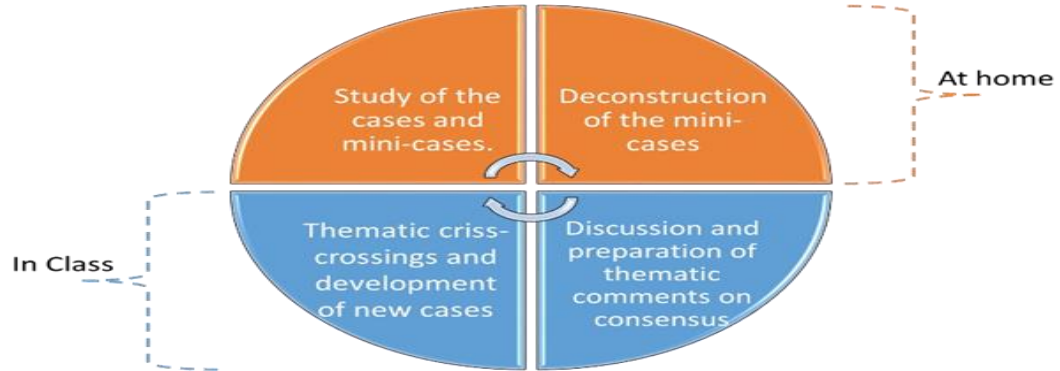 Study of the
cases and
mini-cases.
Deconstruction
of the mini-
cases
At home
In Class
Thematic criss-
crossings and
development
of new cases
Discussion and
preparation of
thematic
comments on
consensus